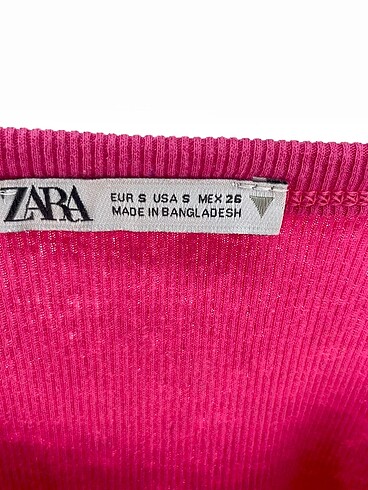 ZARA
EUR S USA S MEX 26
MADE IN BANGLADESH